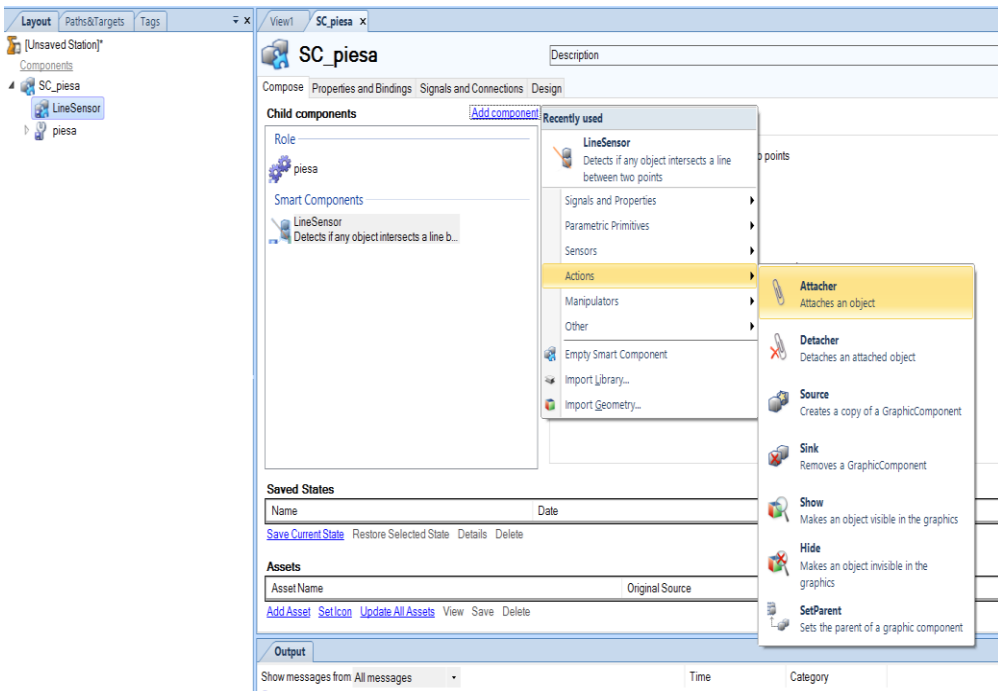 Layout Paths&Targets Tags
View1 SC_piesa x
[Unsaved Station]*
Components
SC_piesa
LineSensor
piesa
SC_piesa
Description
Compose Properties and Bindings Signals and Connections Design
Child components Add component
Role
piesa
Smart Components
LineSensor
Detects if any object intersects a line b...
Recently used
LineSensor
Detects if any object intersects a line
between two points
points
Signals and Properties
Parametric Primitives
Sensors
Actions
Manipulators
Other
Empty Smart Component
Import Library...
Import Geometry...
Attacher
Attaches an object
Detacher
Detaches an attached object
Source
Creates a copy of a GraphicComponent
Sink
Removes a GraphicComponent
Show
Makes an object visible in the graphics
Hide
Makes an object invisible in the
graphics
SetParent
Sets the parent of a graphic component
Saved States
Name Date
Save Current State Restore Selected State Details Delete
Assets
Asset Name Original Source
Add Asset Set Icon Update All Assets View Save Delete
Output
Show messages from All messages Time Category